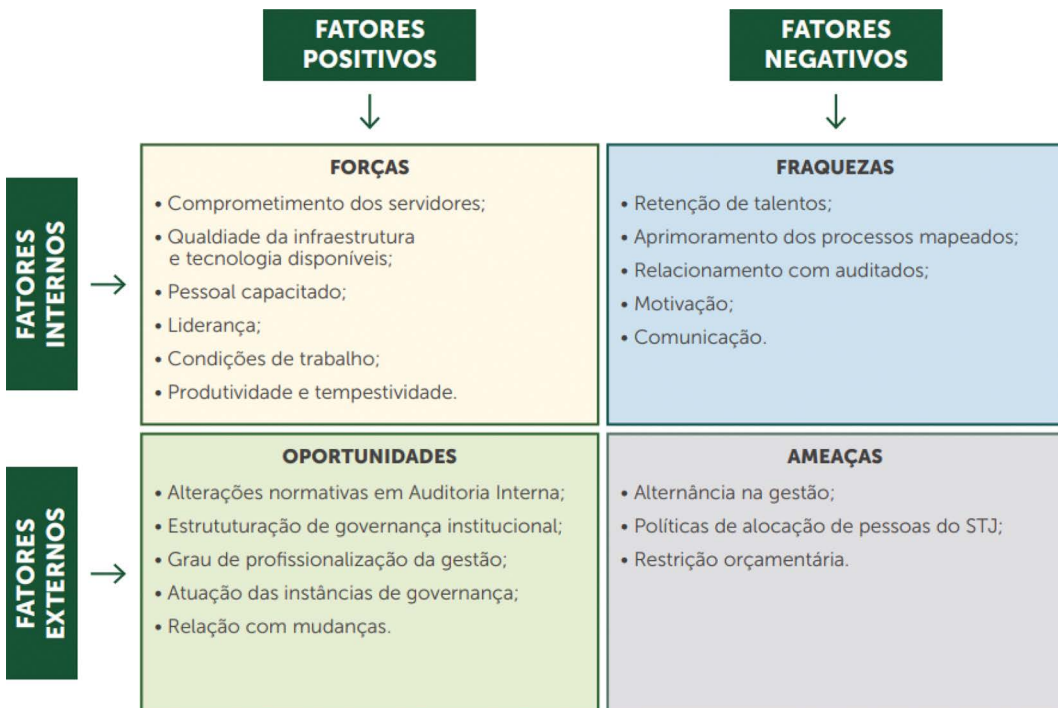 FATORES
POSITIVOS
FATORES
NEGATIVOS
FATORES
INTERNOS
FORÇAS
• Comprometimento dos servidores;
• Qualdiade da infraestrutura
e tecnologia disponíveis;
• Pessoal capacitado;
• Liderança;
• Condições de trabalho;
• Produtividade e tempestividade.
FRAQUEZAS
• Retenção de talentos;
• Aprimoramento dos processos mapeados;
• Relacionamento com auditados;
• Motivação;
• Comunicação.
FATORES
EXTERNOS
OPORTUNIDADES
• Alterações normativas em Auditoria Interna;
• Estrututuração de governança institucional;
• Grau de profissionalização da gestão;
• Atuação das instâncias de governança;
• Relação com mudanças.
AMEAÇAS
• Alternância na gestão;
• Políticas de alocação de pessoas do STJ;
• Restrição orçamentária.